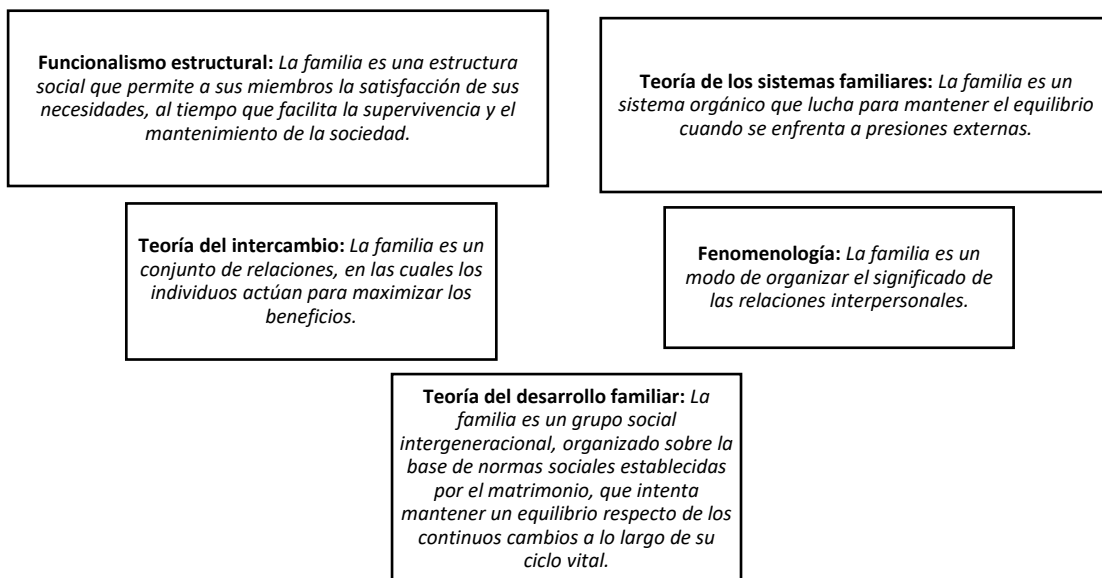 Funcionalismo estructural: La familia es una estructura
social que permite a sus miembros la satisfacción de sus
necesidades, al tiempo que facilita la supervivencia y el
mantenimiento de la sociedad.
Teoría de los sistemas familiares: La familia es un
sistema orgánico que lucha para mantener el equilibrio
cuando se enfrenta a presiones externas.
Teoría del intercambio: La familia es un
conjunto de relaciones, en las cuales los
individuos actúan para maximizar los
beneficios.
Fenomenología: La familia es un
modo de organizar el significado de
las relaciones interpersonales.
Teoría del desarrollo familiar: La
familia es un grupo social
intergeneracional, organizado sobre la
base de normas sociales establecidas
por el matrimonio, que intenta
mantener un equilibrio respecto de los
continuos cambios a lo largo de su
ciclo vital.